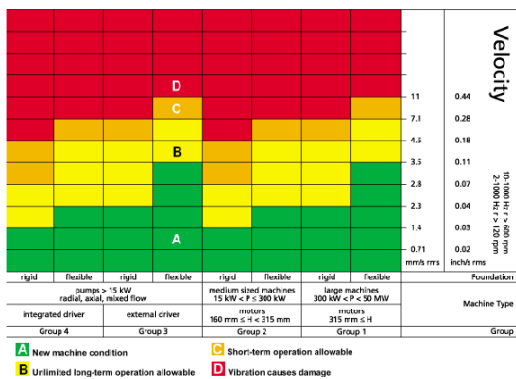 Velocity
10-1000 Hz r > 600 rpm
2-1000 Hz r > 120 rpm
D
C
B
A
11 0.44
7.1 0.28
4.5 0.18
3.5 0.11
2.8 0.07
2.3 0.04
1.4 0.03
0.71 0.02
mm/s rms inch/s rms
rigid flexible rigid flexible rigid flexible rigid flexible Foundation
pumps > 15 kW medium sized machines large machines
radial, axial, mixed flow 15 kW < P ≤ 300 kW 300 kW < P < 50 MW
Machine Type
integrated driver external driver motors motors
160 mm ≤ H < 315 mm 315 mm ≤ H
Group 4 Group 3 Group 2 Group 1 Group
A New machine condition
C Short-term operation allowable
B Unlimited long-term operation allowable
D Vibration causes damage